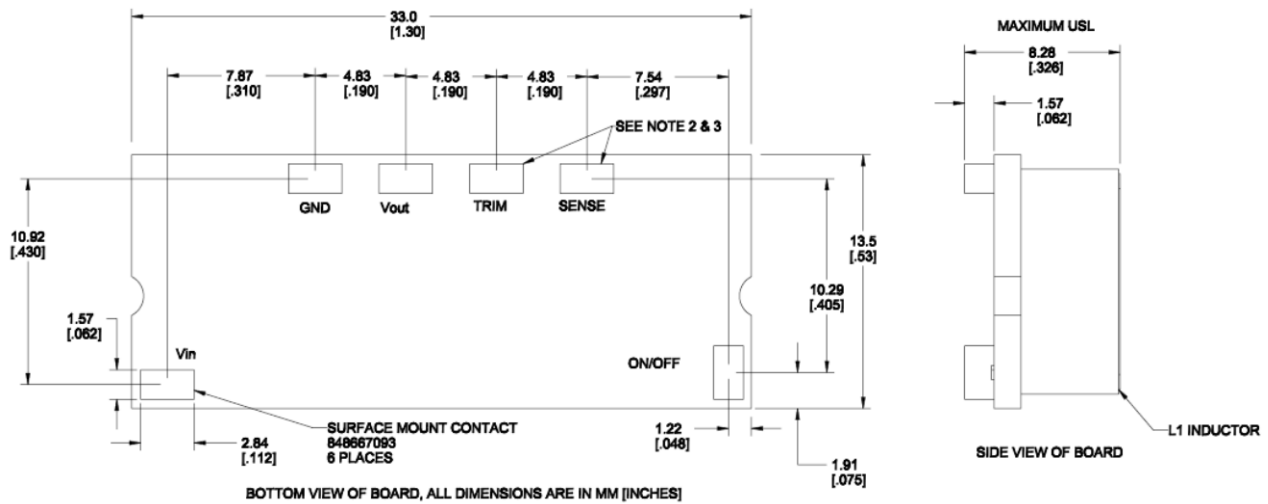 33.0
[1.30]
MAXIMUM USL
8.28
[.326]
7.87
[.310]
4.83
[.190]
4.83
[.190]
4.83
[.190]
7.54
[.297]
1.57
[.062]
SEE NOTE 2 & 3
GND
Vout
TRIM
SENSE
10.92
[.430]
13.5
[.53]
10.29
[.405]
1.57
[.062]
Vin
ON/OFF
SURFACE MOUNT CONTACT
848667093
6 PLACES
2.84
[.112]
1.22
[.048]
1.91
[.075]
L1 INDUCTOR
SIDE VIEW OF BOARD
BOTTOM VIEW OF BOARD, ALL DIMENSIONS ARE IN MM [INCHES]